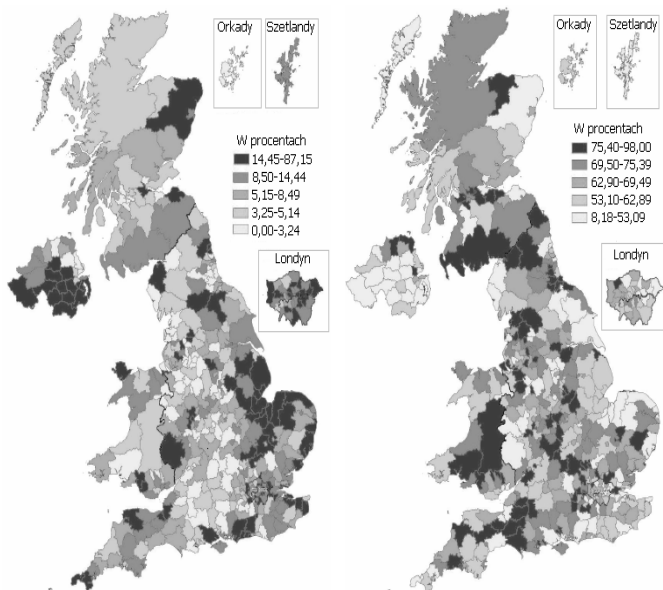 Orkady
Szetlandy
W procentach
14,45-87,15
8,50-14,44
5,15-8,49
3,25-5,14
0,00-3,24
Londyn
Orkady
Szetlandy
W procentach
75,40-98,00
69,50-75,39
62,90-69,49
53,10-62,89
8,18-53,09
Londyn